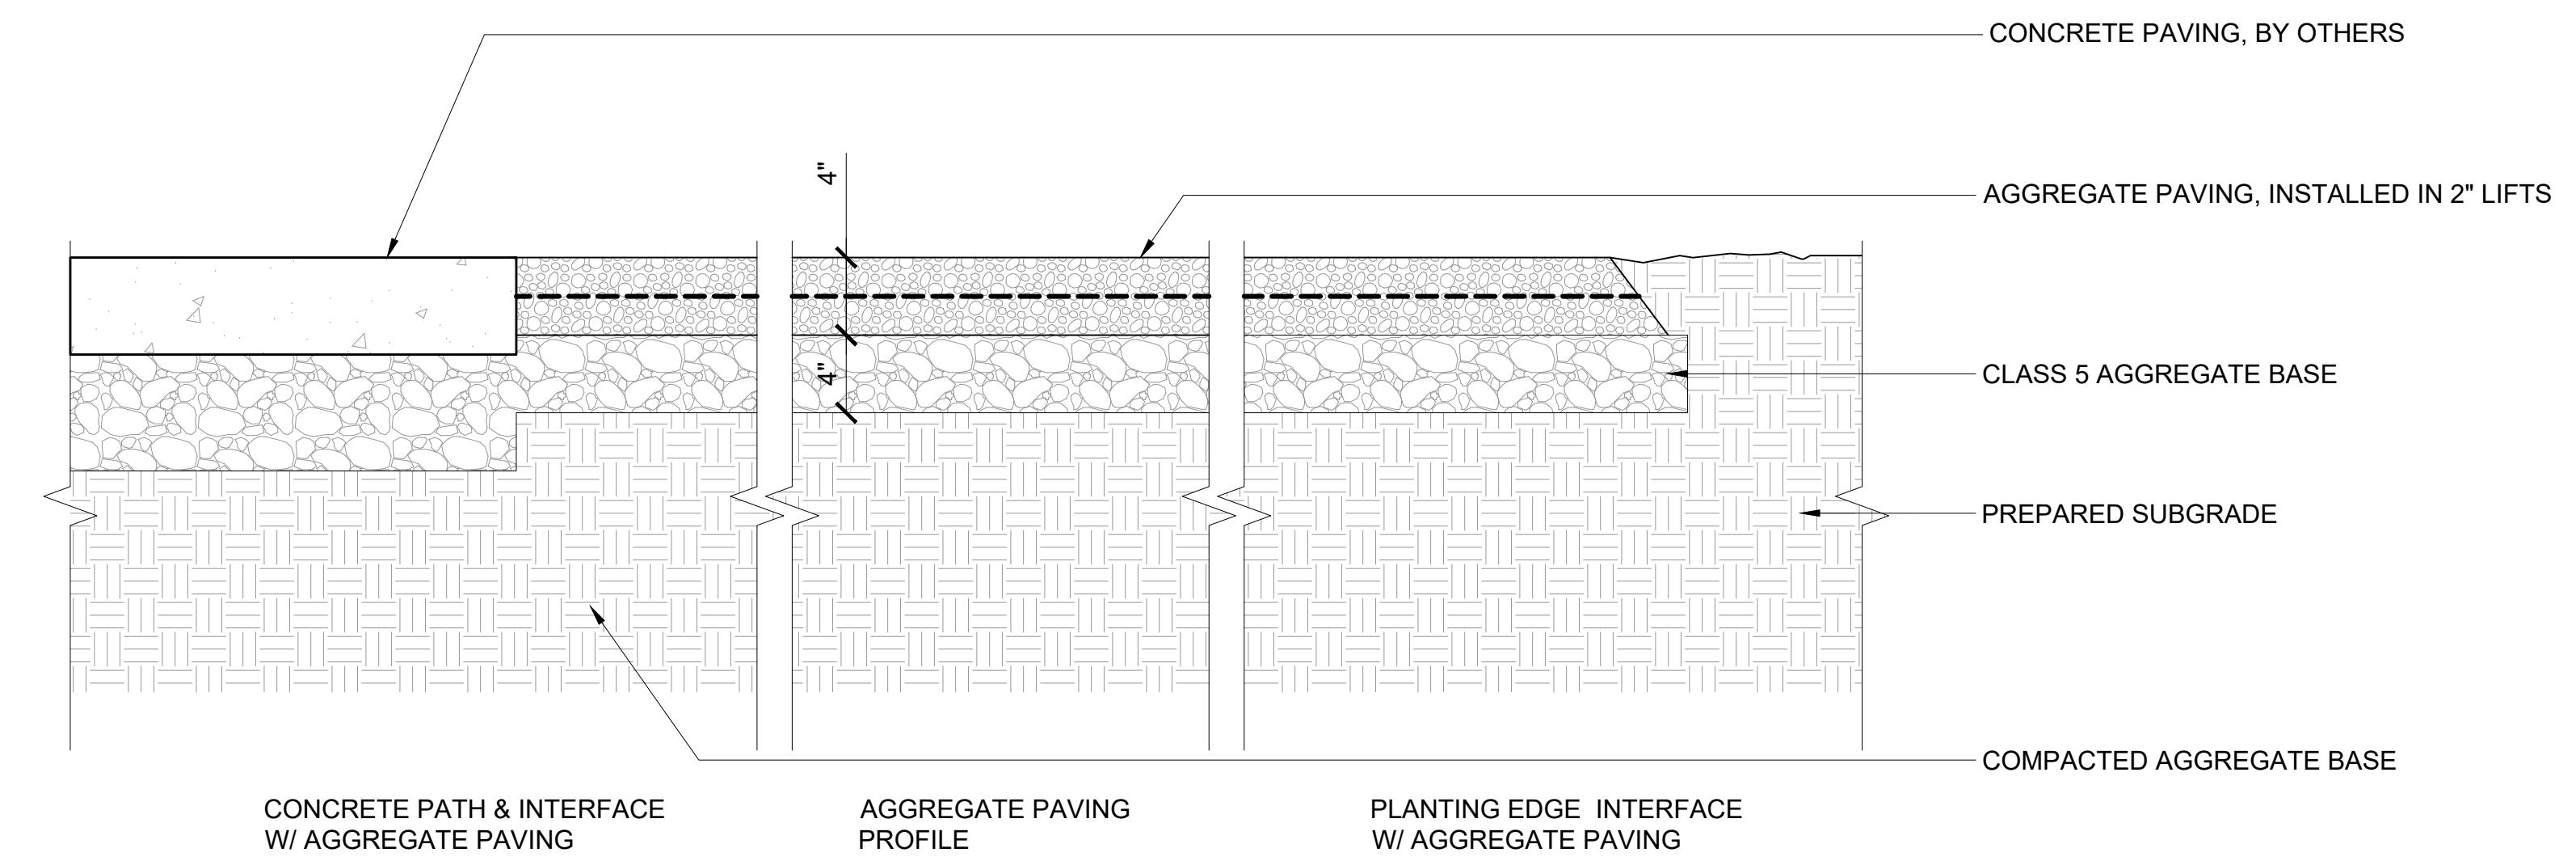 CONCRETE PAVING, BY OTHERS
4"
AGGREGATE PAVING, INSTALLED IN 2" LIFTS
4"
CLASS 5 AGGREGATE BASE
PREPARED SUBGRADE
COMPACTED AGGREGATE BASE
CONCRETE PATH & INTERFACE
W/ AGGREGATE PAVING
AGGREGATE PAVING
PROFILE
PLANTING EDGE INTERFACE
W/ AGGREGATE PAVING